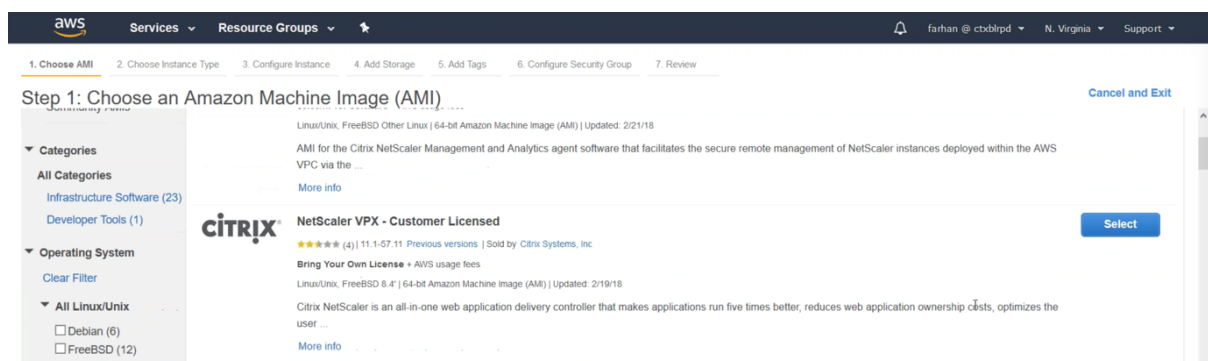 aws Services Resource Groups farhan @ ctxblrpd N. Virginia Support
1. Choose AMI 2. Choose Instance Type 3. Configure Instance 4. Add Storage 5. Add Tags 6. Configure Security Group 7. Review
Step 1: Choose an Amazon Machine Image (AMI) Cancel and Exit
Linux/Unix, FreeBSD Other Linux | 64-bit Amazon Machine Image (AMI) | Updated: 2/21/18
Categories
AMI for the Citrix NetScaler Management and Analytics agent software that facilitates the secure remote management of NetScaler instances deployed within the AWS
VPC via the ...
All Categories
More info
Infrastructure Software (23)
Developer Tools (1)
CITRIX
NetScaler VPX - Customer Licensed
Select
(4) | 11.1-57.11 Previous versions | Sold by Citrix Systems, Inc
Operating System
Bring Your Own License + AWS usage fees
Clear Filter
Linux/Unix, FreeBSD 8.4' | 64-bit Amazon Machine Image (AMI) | Updated: 2/19/18
All Linux/Unix
Citrix NetScaler is an all-in-one web application delivery controller that makes applications run five times better, reduces web application ownership costs, optimizes the
user ...
Debian (6)
FreeBSD (12)
More info